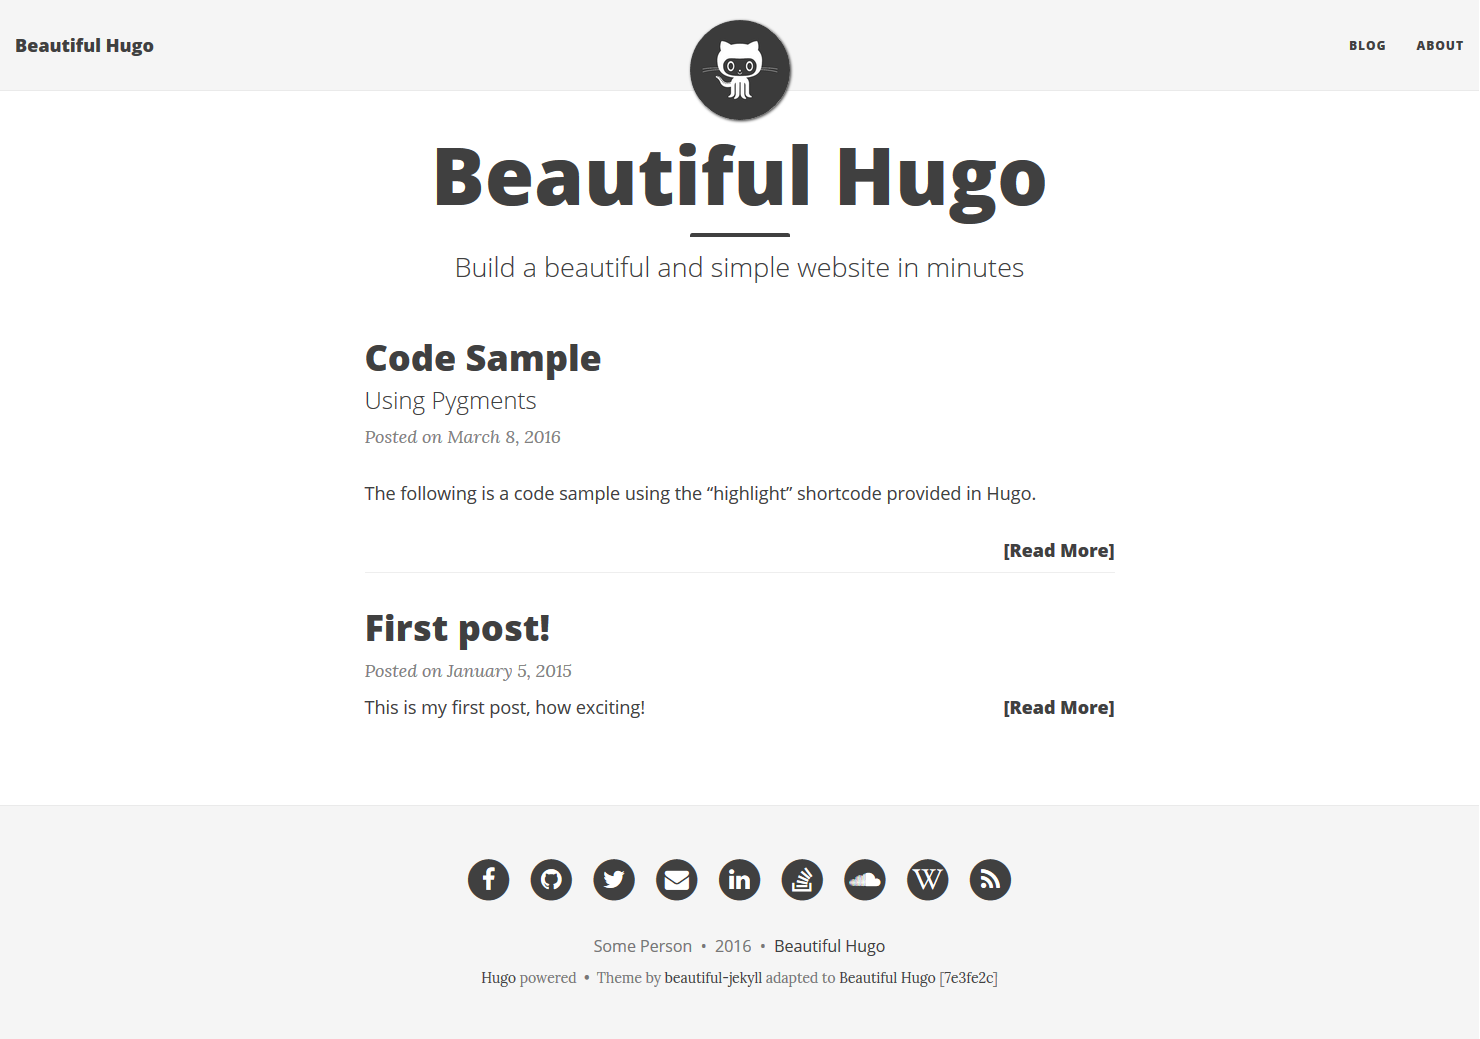 Beautiful Hugo
BLOG ABOUT
Beautiful Hugo
Build a beautiful and simple website in minutes
Code Sample
Using Pygments
Posted on March 8, 2016
The following is a code sample using the “highlight” shortcode provided in Hugo.
[Read More]
First post!
Posted on January 5, 2015
This is my first post, how exciting! [Read More]
Some Person • 2016 • Beautiful Hugo
Hugo powered • Theme by beautiful-jekyll adapted to Beautiful Hugo [7e3fe2c]